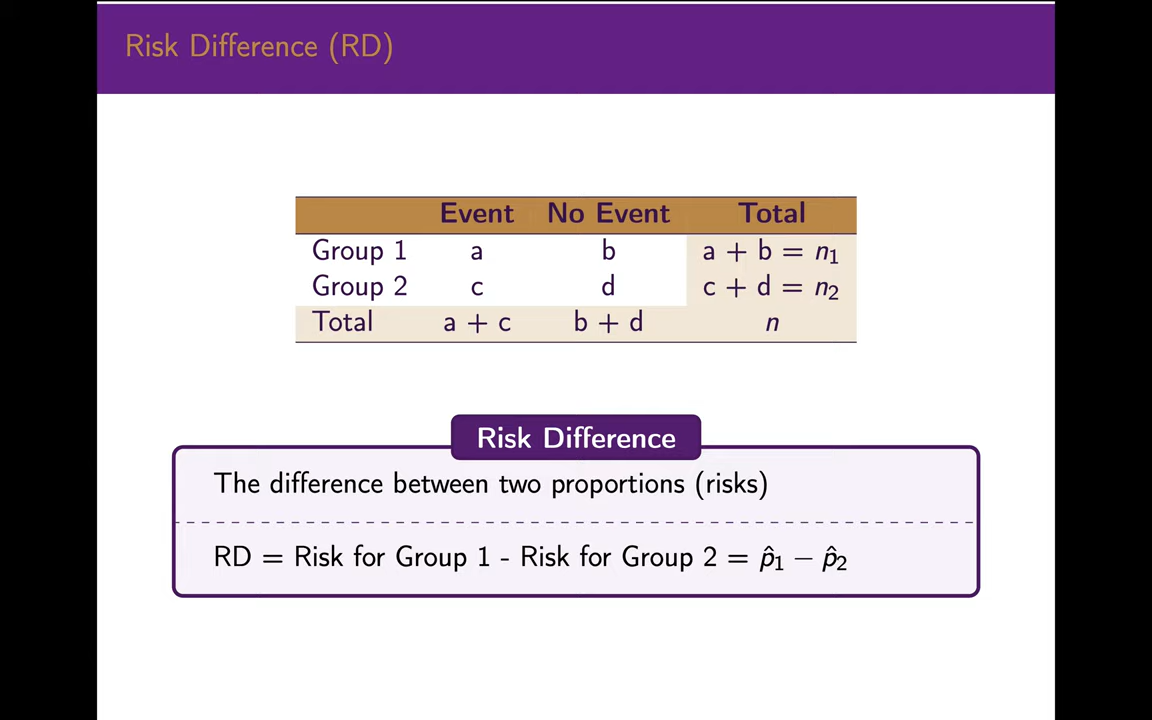 Risk Difference (RD)
Event No Event Total
Group 1 a b a + b = n₁
Group 2 c d c + d = n₂
Total a + c b + d n
Risk Difference
The difference between two proportions (risks)
RD = Risk for Group 1 - Risk for Group 2 = p̂₁ − p̂₂